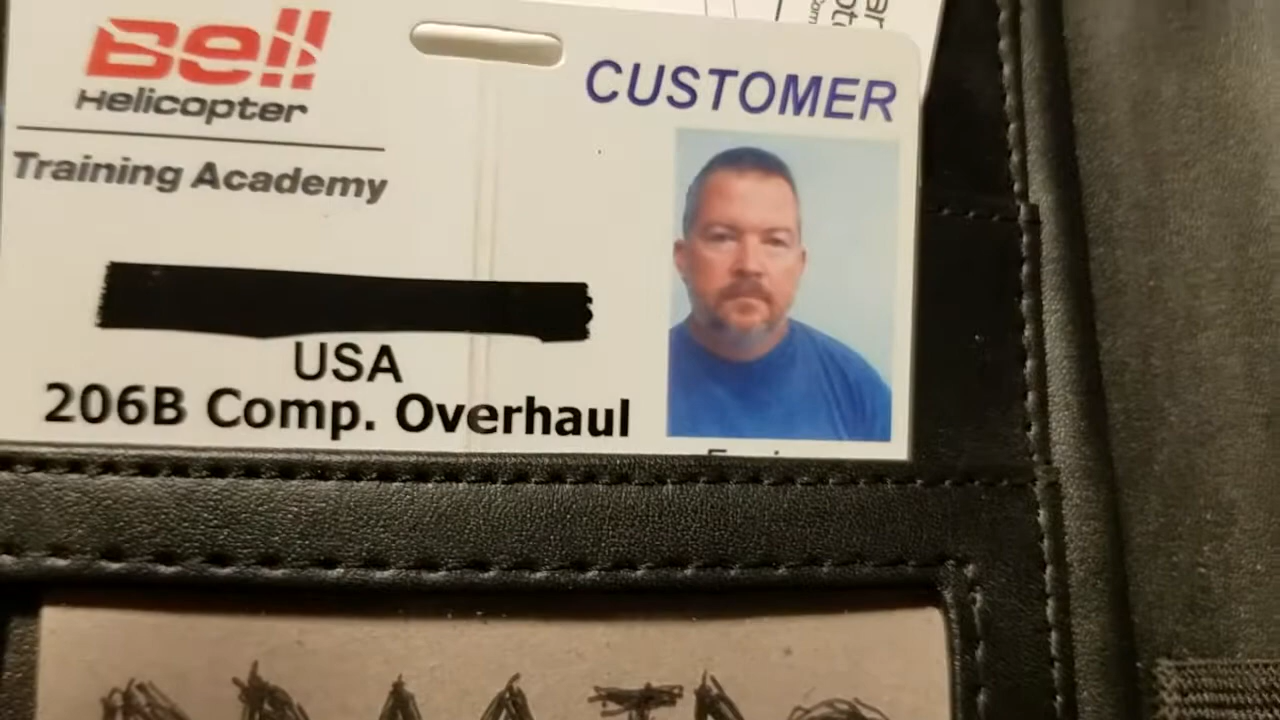 Bell
Helicopter
Training Academy
CUSTOMER
USA
206B Comp. Overhaul